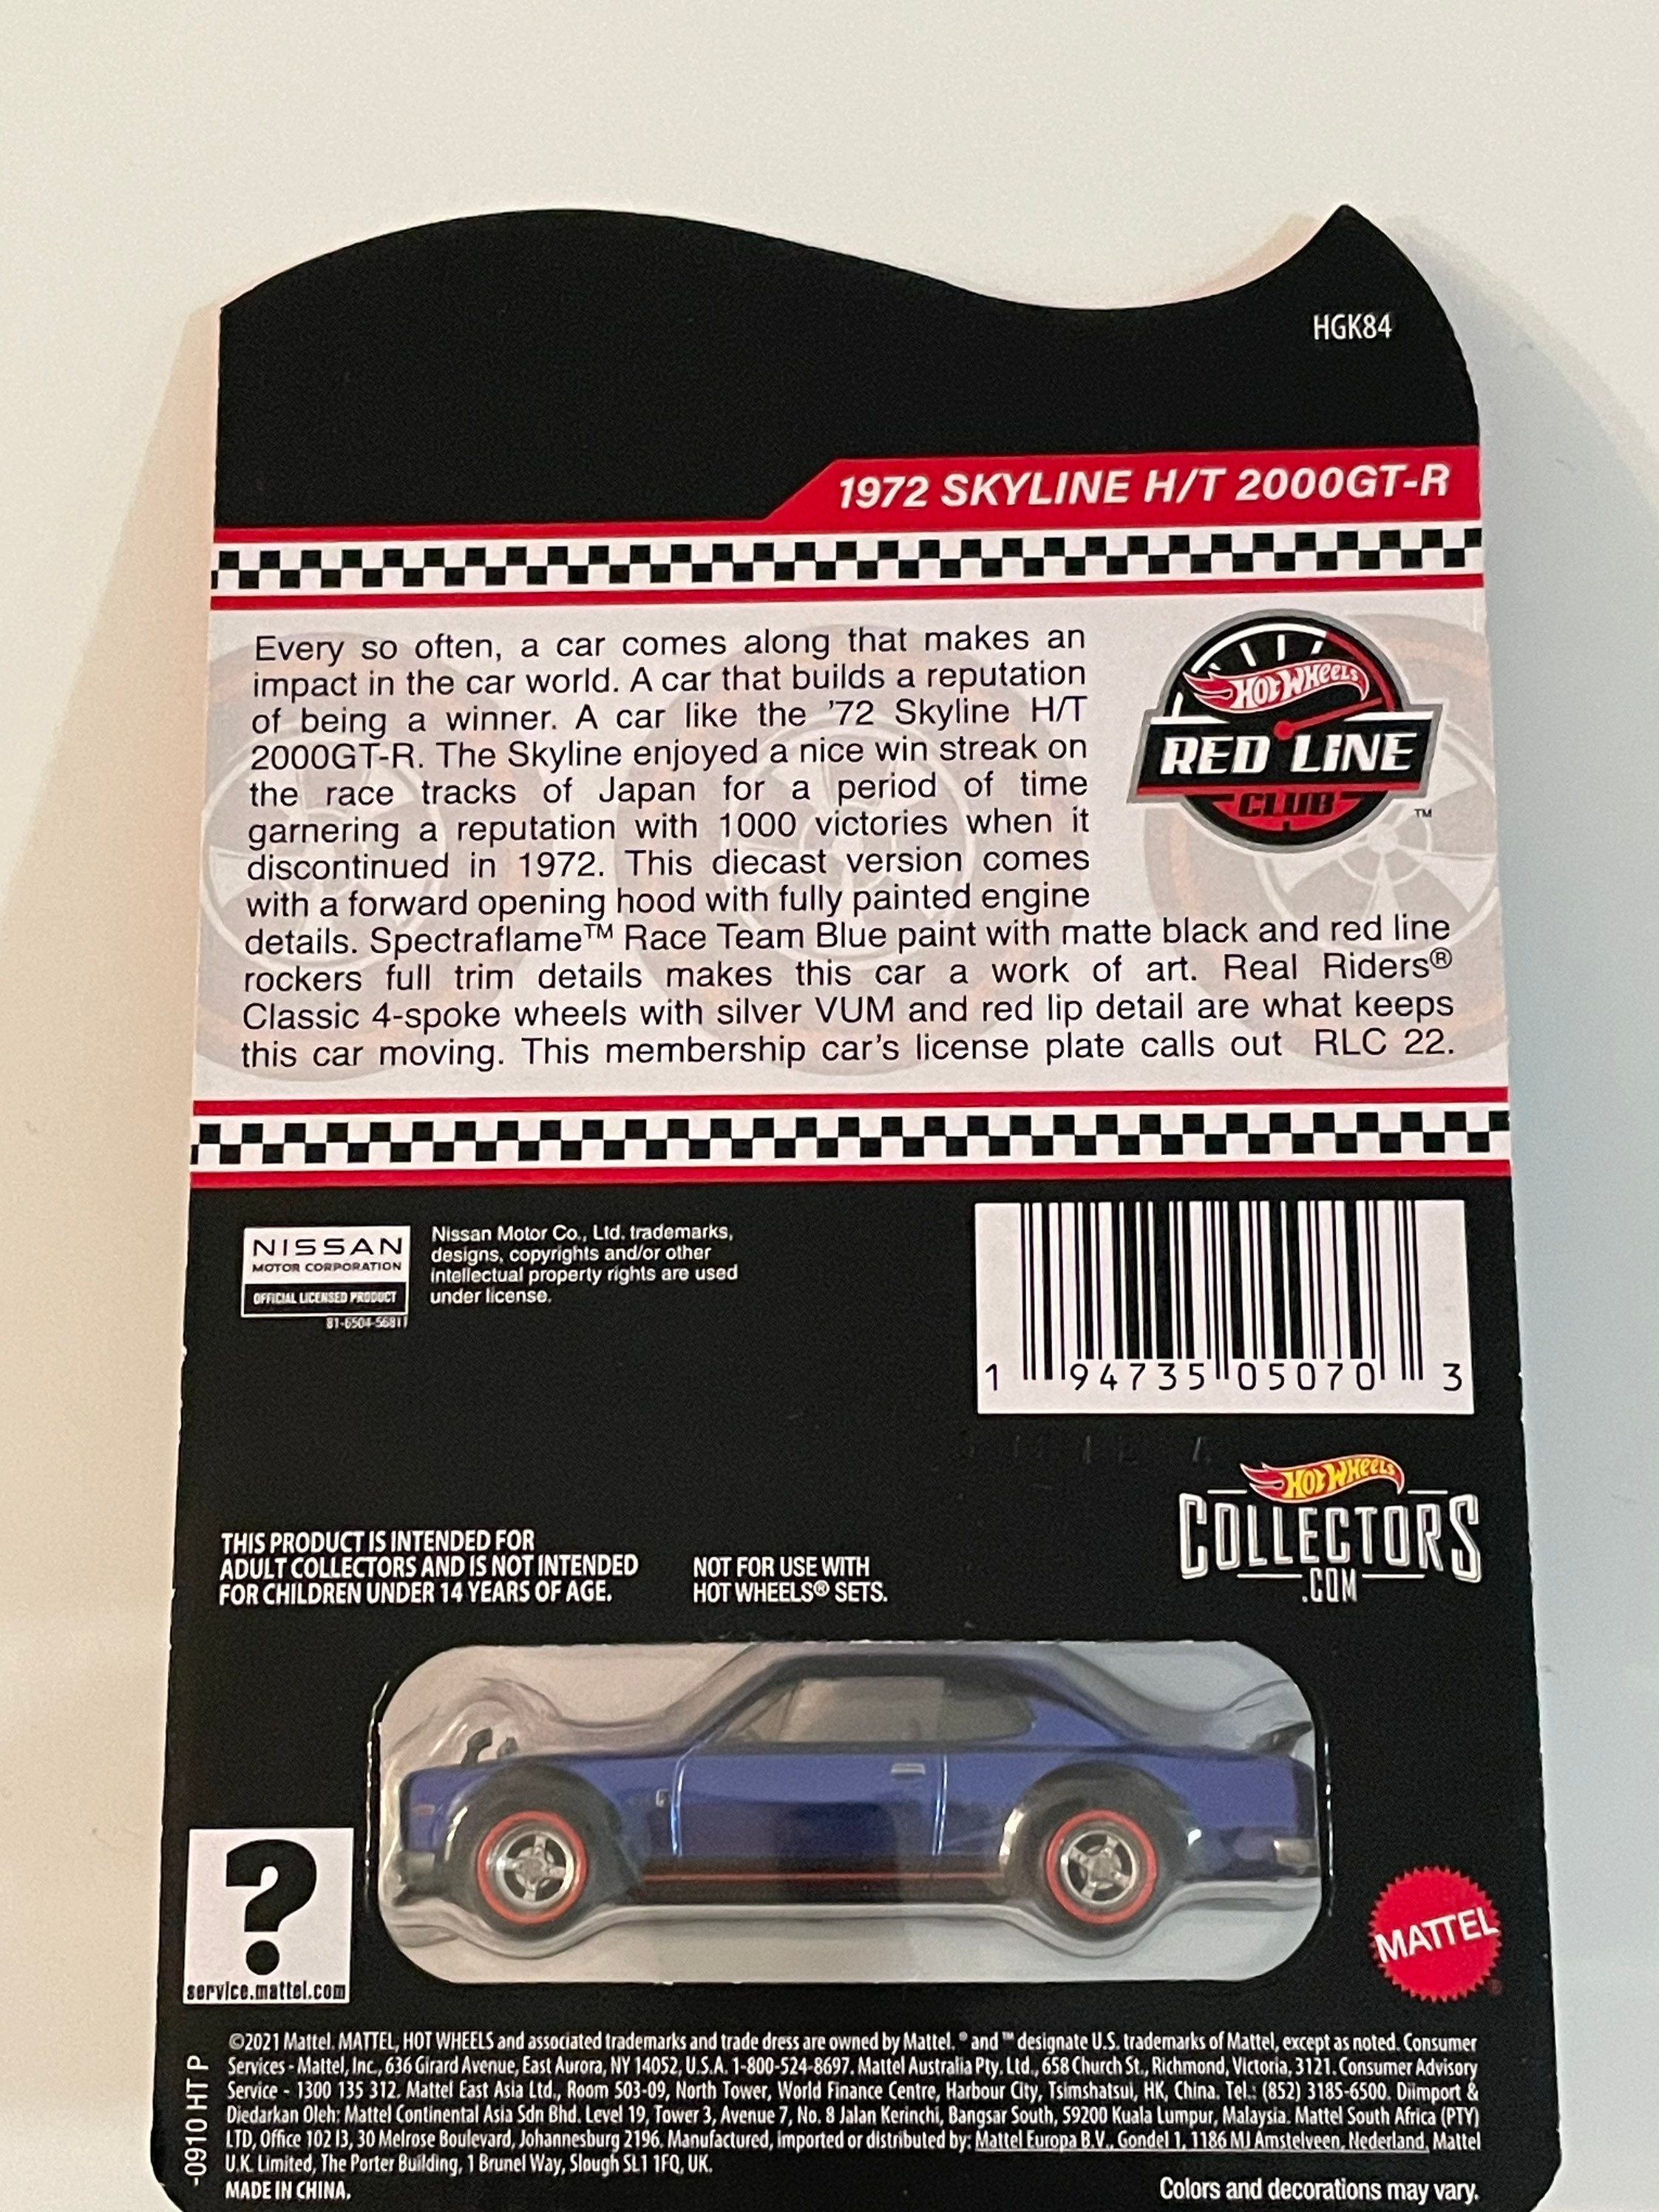 HGK84
1972 SKYLINE H/T 2000GT-R
Every so often, a car comes along that makes an
impact in the car world. A car that builds a reputation
of being a winner. A car like the '72 Skyline H/T
2000GT-R. The Skyline enjoyed a nice win streak on
the race tracks of Japan for a period of time
garnering a reputation with 1000 victories when it
discontinued in 1972. This diecast version comes
with a forward opening hood with fully painted engine
details. Spectraflame™ Race Team Blue paint with matte black and red line
rockers full trim details makes this car a work of art. Real Riders®
Classic 4-spoke wheels with silver VUM and red lip detail are what keeps
this car moving. This membership car's license plate calls out RLC 22.
HOT WHEELS
RED LINE
CLUB
™
NISSAN
MOTOR CORPORATION
OFFICIAL LICENSED PRODUCT
81-6504-56811
Nissan Motor Co., Ltd. trademarks,
designs, copyrights and/or other
intellectual property rights are used
under license.
1 94735 05070 3
HOT WHEELS
COLLECTORS
.COM
THIS PRODUCT IS INTENDED FOR
ADULT COLLECTORS AND IS NOT INTENDED
FOR CHILDREN UNDER 14 YEARS OF AGE.
NOT FOR USE WITH
HOT WHEELS® SETS.
?
service.mattel.com
MATTEL
®
-0910 HT P
©2021 Mattel. MATTEL, HOT WHEELS and associated trademarks and trade dress are owned by Mattel. ® and ™ designate U.S. trademarks of Mattel, except as noted. Consumer
Services - Mattel, Inc., 636 Girard Avenue, East Aurora, NY 14052, U.S.A. 1-800-524-8697. Mattel Australia Pty. Ltd., 658 Church St., Richmond, Victoria, 3121. Consumer Advisory
Service - 1300 135 312. Mattel East Asia Ltd., Room 503-09, North Tower, World Finance Centre, Harbour City, Tsimshatsui, HK, China. Tel.: (852) 3185-6500. Diimport &
Diedarkan Oleh: Mattel Continental Asia Sdn Bhd. Level 19, Tower 3, Avenue 7, No. 8 Jalan Kerinchi, Bangsar South, 59200 Kuala Lumpur, Malaysia. Mattel South Africa (PTY)
LTD, Office 102 I3, 30 Melrose Boulevard, Johannesburg 2196. Manufactured, imported or distributed by: Mattel Europa B.V., Gondel 1, 1186 MJ Amstelveen, Nederland. Mattel
U.K. Limited, The Porter Building, 1 Brunel Way, Slough SL1 1FQ, UK.
MADE IN CHINA.
Colors and decorations may vary.